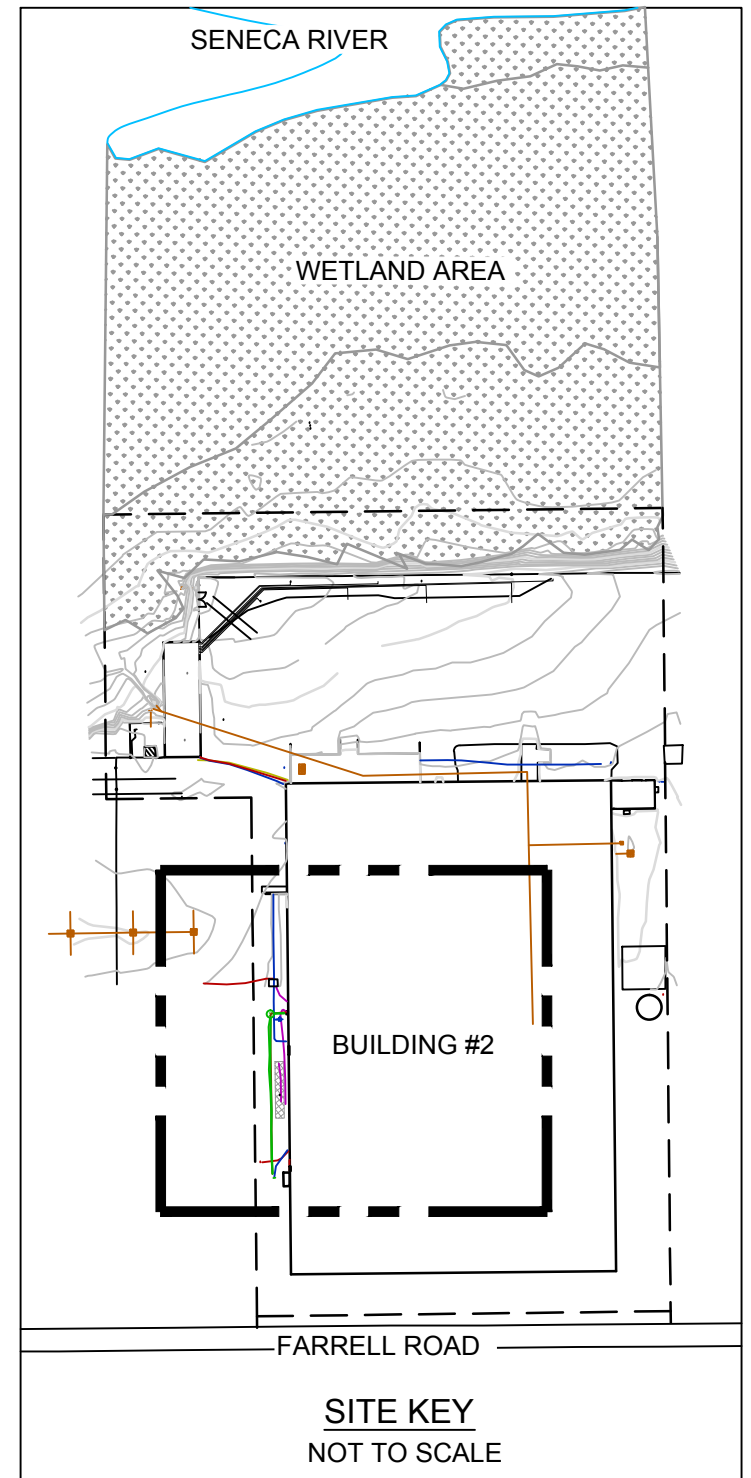 SENECA RIVER
WETLAND AREA
BUILDING #2
FARRELL ROAD
SITE KEY
NOT TO SCALE